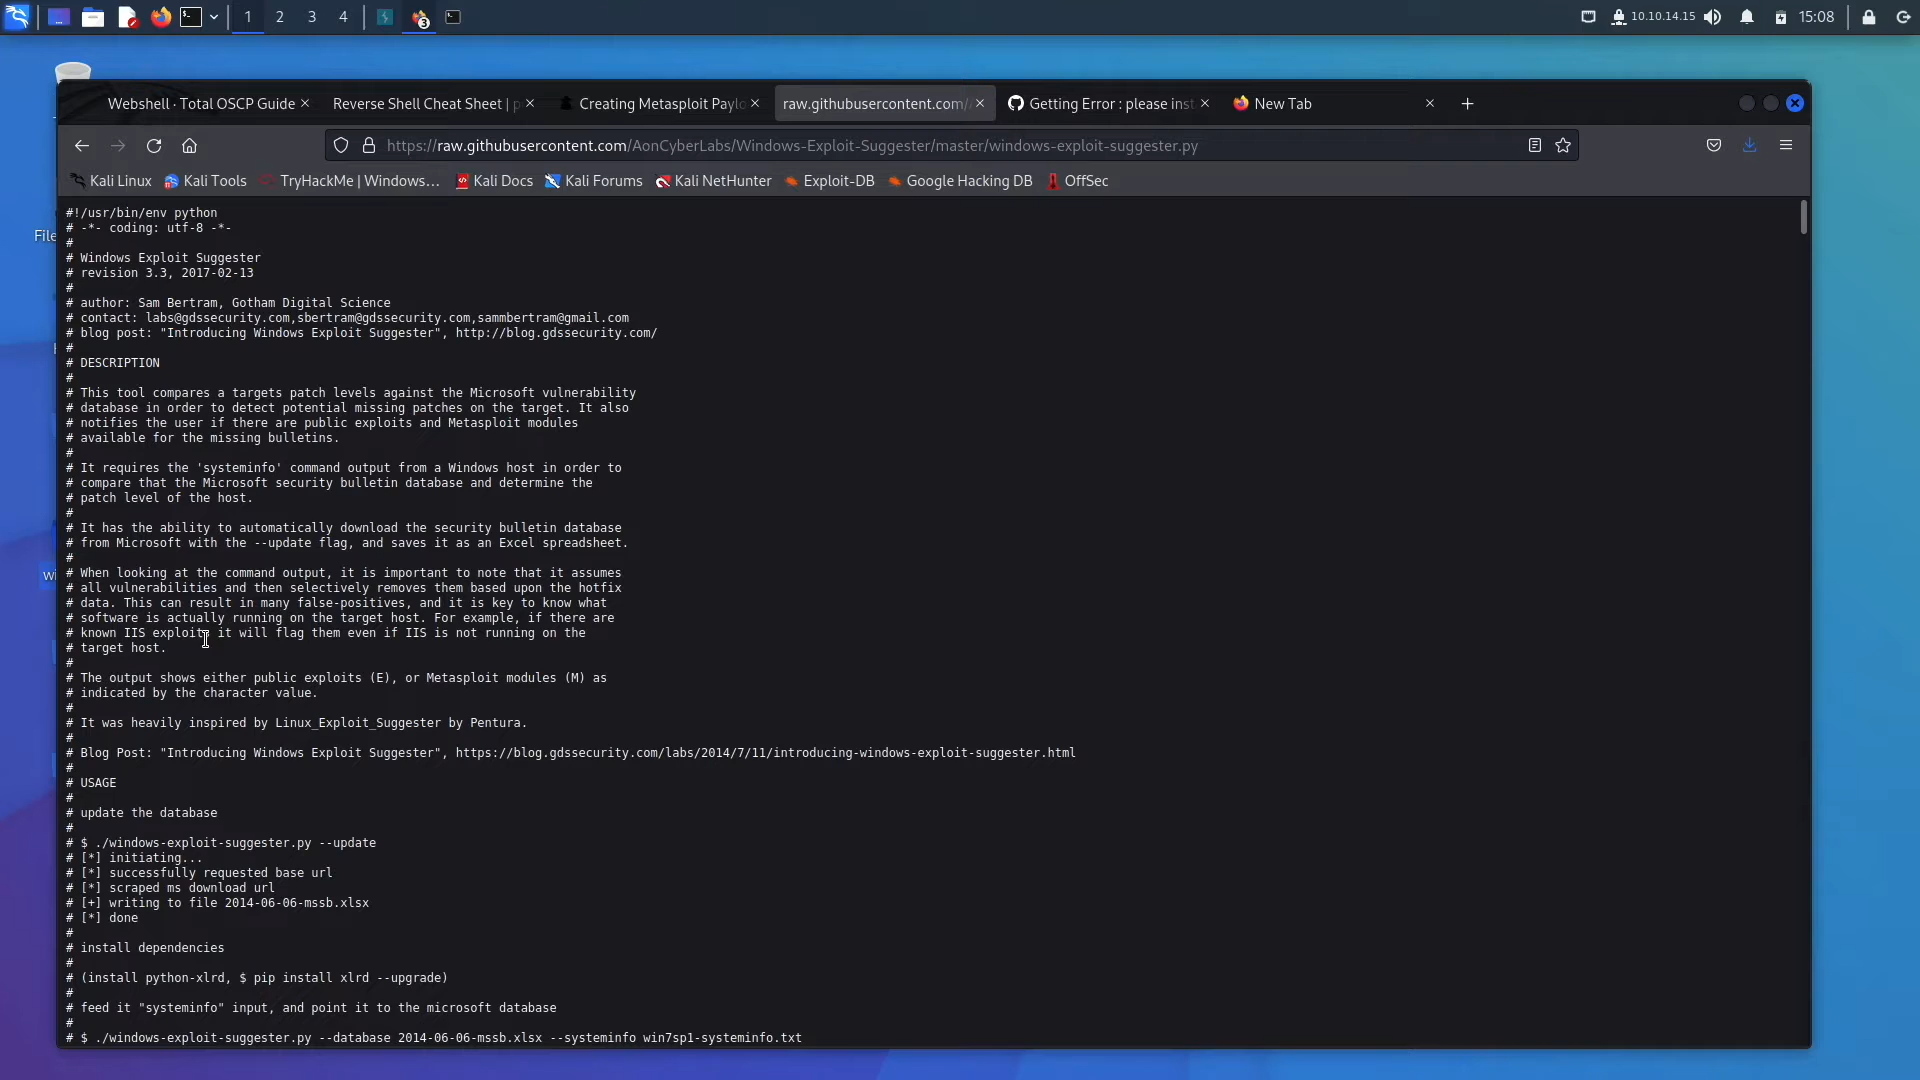 1 2 3 4 3 10.10.14.15 15:08
Webshell · Total OSCP Guide Reverse Shell Cheat Sheet | Creating Metasploit Paylo raw.githubusercontent.com/ Getting Error : please inst New Tab
https://raw.githubusercontent.com/AonCyberLabs/Windows-Exploit-Suggester/master/windows-exploit-suggester.py
Kali Linux Kali Tools TryHackMe | Windows... Kali Docs Kali Forums Kali NetHunter Exploit-DB Google Hacking DB OffSec
File
wi
#!/usr/bin/env python
# -*- coding: utf-8 -*-
#
# Windows Exploit Suggester
# revision 3.3, 2017-02-13
#
# author: Sam Bertram, Gotham Digital Science
# contact: labs@gdssecurity.com,sbertram@gdssecurity.com,sammbertram@gmail.com
# blog post: "Introducing Windows Exploit Suggester", http://blog.gdssecurity.com/
#
# DESCRIPTION
#
# This tool compares a targets patch levels against the Microsoft vulnerability
# database in order to detect potential missing patches on the target. It also
# notifies the user if there are public exploits and Metasploit modules
# available for the missing bulletins.
#
# It requires the 'systeminfo' command output from a Windows host in order to
# compare that the Microsoft security bulletin database and determine the
# patch level of the host.
#
# It has the ability to automatically download the security bulletin database
# from Microsoft with the --update flag, and saves it as an Excel spreadsheet.
#
# When looking at the command output, it is important to note that it assumes
# all vulnerabilities and then selectively removes them based upon the hotfix
# data. This can result in many false-positives, and it is key to know what
# software is actually running on the target host. For example, if there are
# known IIS exploits it will flag them even if IIS is not running on the
# target host.
#
# The output shows either public exploits (E), or Metasploit modules (M) as
# indicated by the character value.
#
# It was heavily inspired by Linux_Exploit_Suggester by Pentura.
#
# Blog Post: "Introducing Windows Exploit Suggester", https://blog.gdssecurity.com/labs/2014/7/11/introducing-windows-exploit-suggester.html
#
# USAGE
#
# update the database
#
# $ ./windows-exploit-suggester.py --update
# [*] initiating...
# [*] successfully requested base url
# [*] scraped ms download url
# [+] writing to file 2014-06-06-mssb.xlsx
# [*] done
#
# install dependencies
#
# (install python-xlrd, $ pip install xlrd --upgrade)
#
# feed it "systeminfo" input, and point it to the microsoft database
#
# $ ./windows-exploit-suggester.py --database 2014-06-06-mssb.xlsx --systeminfo win7sp1-systeminfo.txt